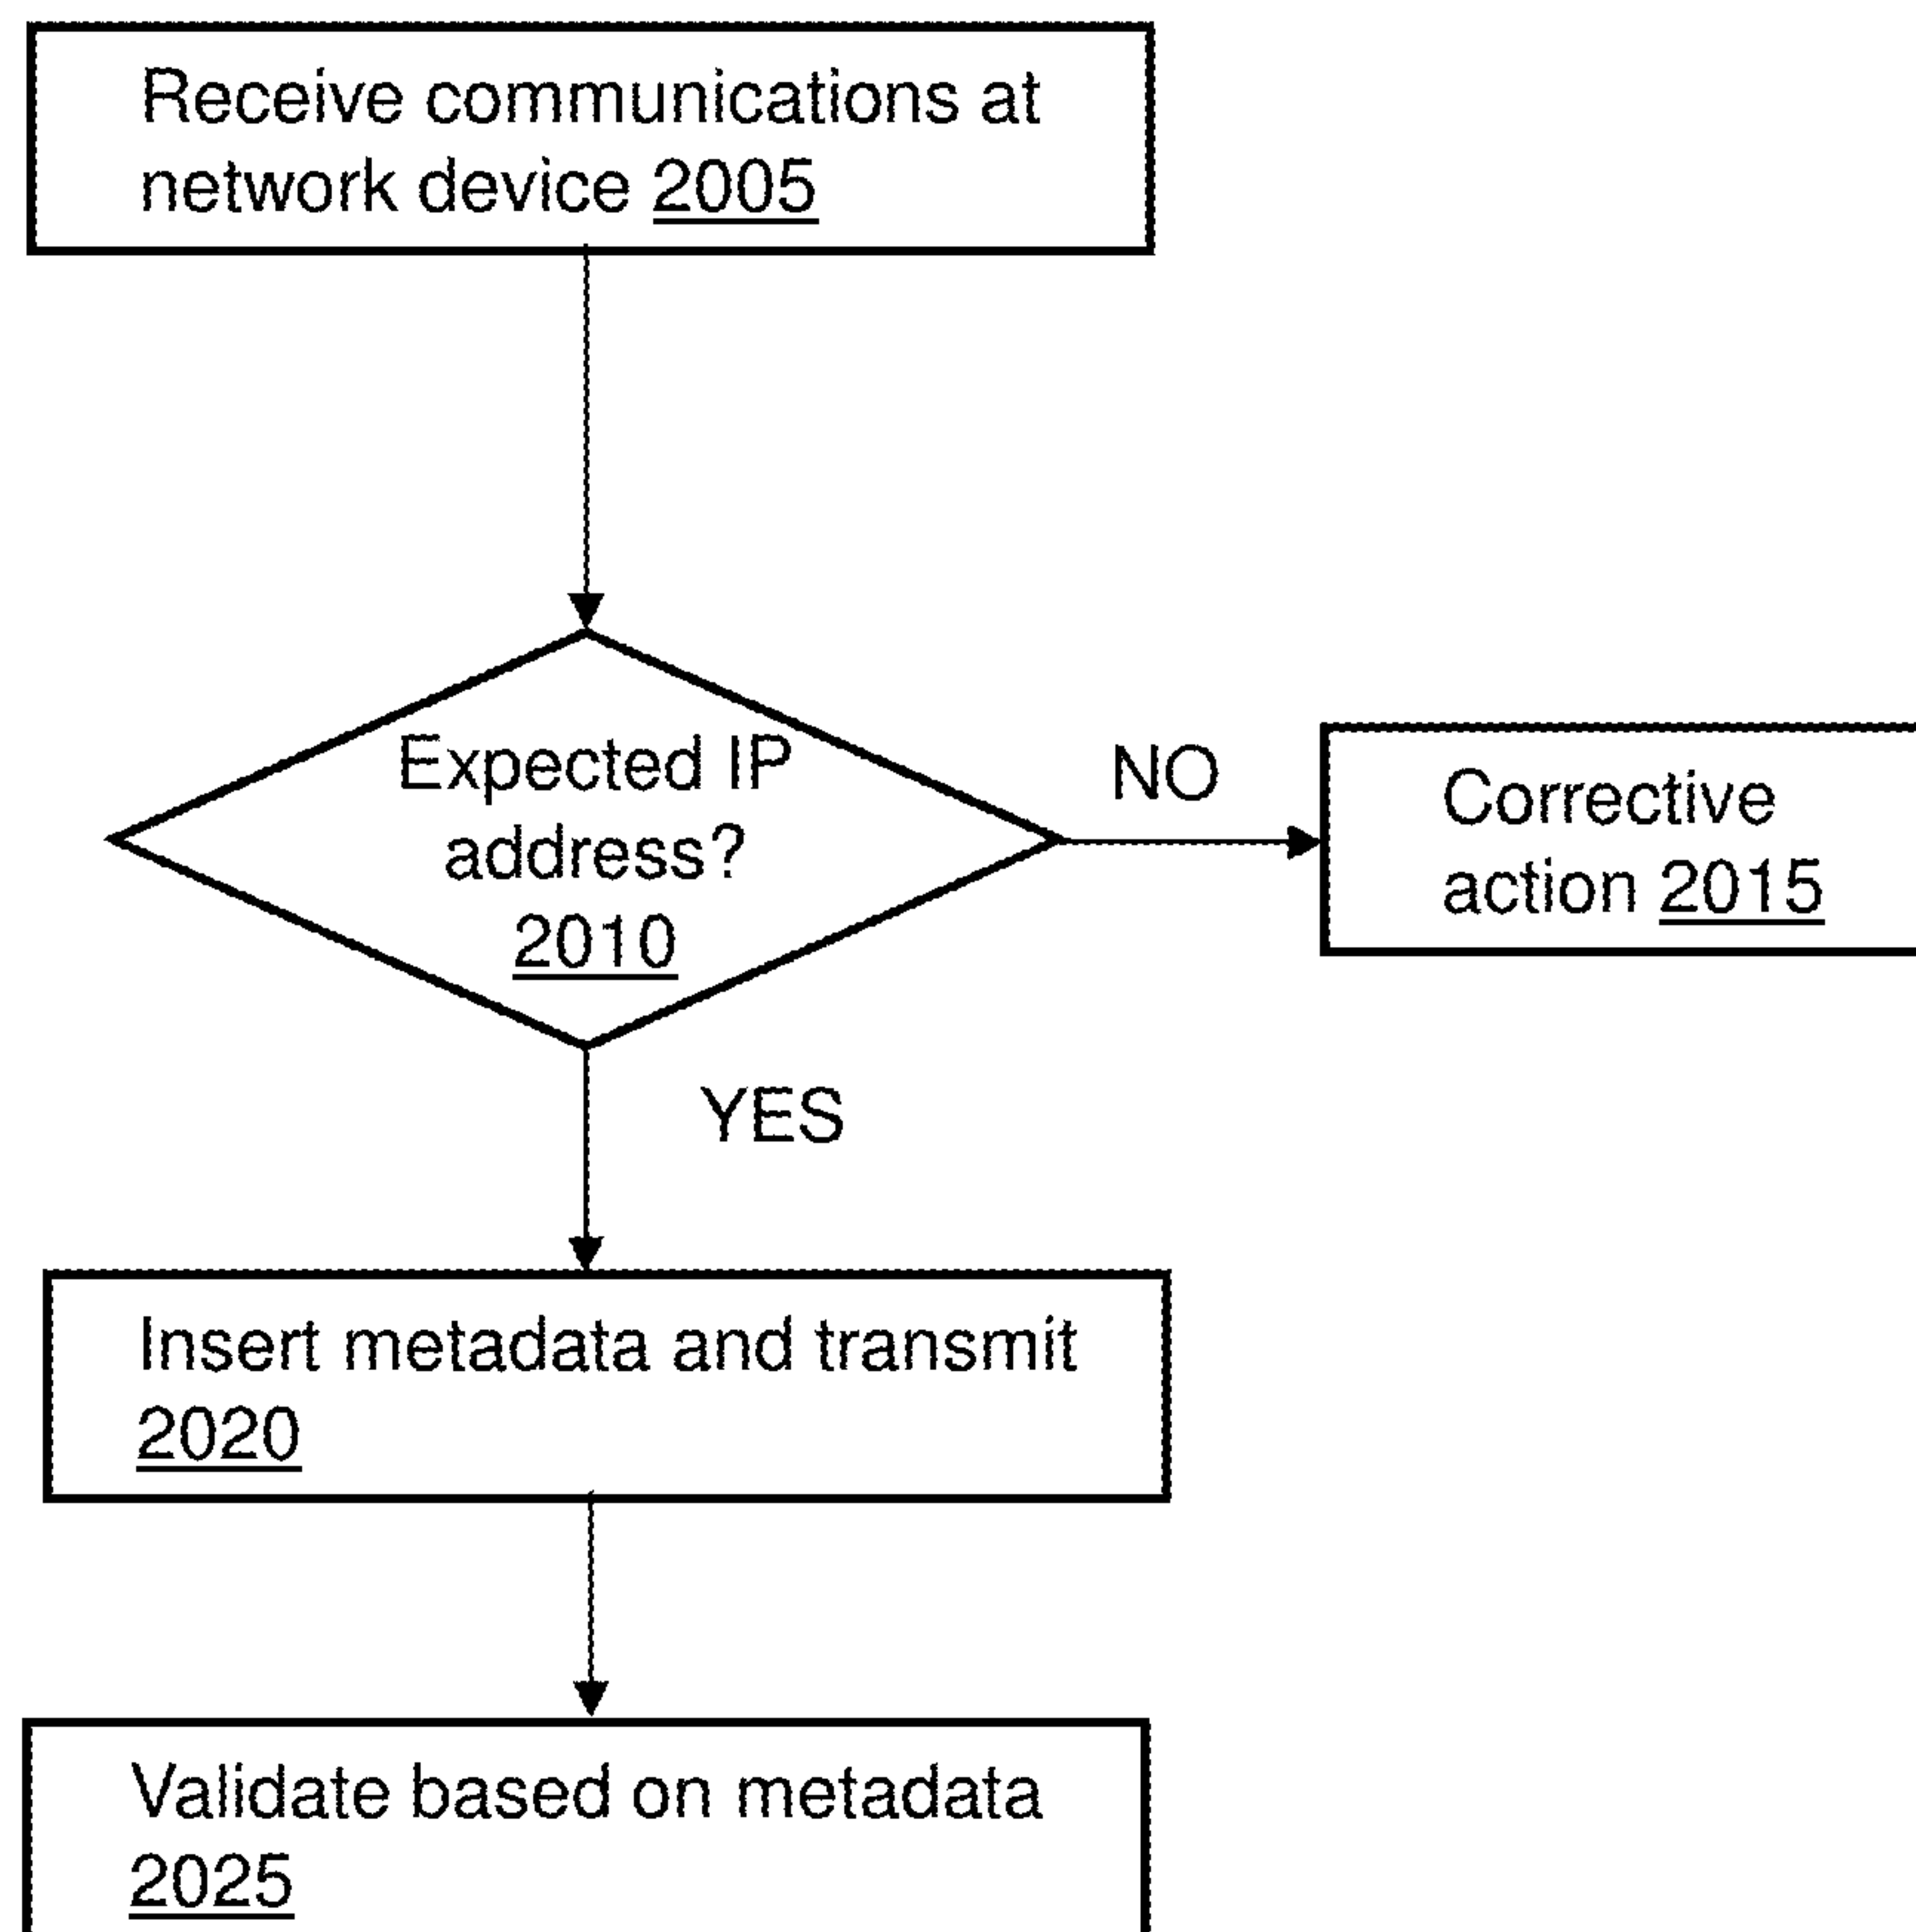 Receive communications at
network device 2005
Expected IP
address?
2010
NO
Corrective
action 2015
YES
Insert metadata and transmit
2020
Validate based on metadata
2025